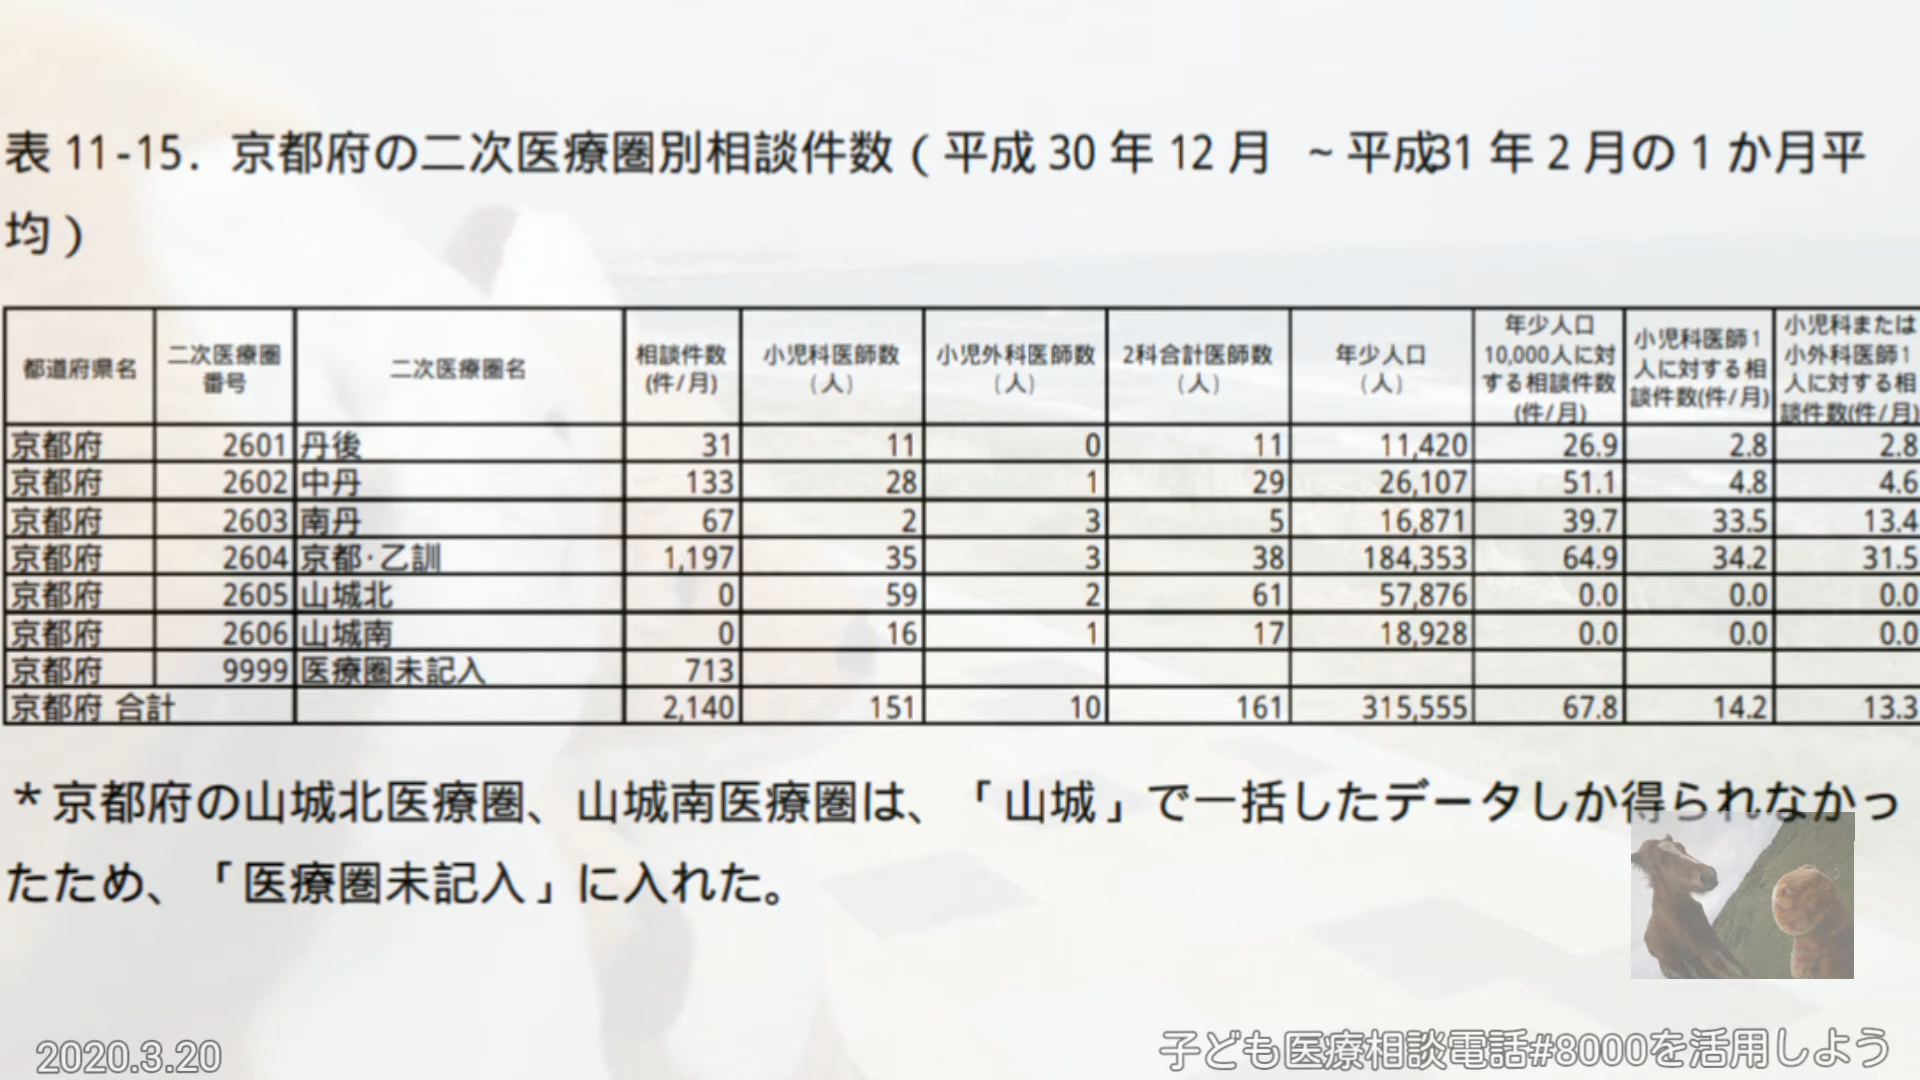 表 11-15．京都府の二次医療圏別相談件数（平成 30 年 12 月 ～平成31 年 2 月の 1 か月平
均）
都道府県名 二次医療圏番号 二次医療圏名 相談件数(件/月) 小児科医師数(人) 小児外科医師数(人) 2科合計医師数(人) 年少人口(人) 年少人口10,000人に対する相談件数(件/月) 小児科医師1人に対する相談件数(件/月) 小児科または小外科医師1人に対する相談件数(件/月)
京都府 2601 丹後 31 11 0 11 11,420 26.9 2.8 2.8
京都府 2602 中丹 133 28 1 29 26,107 51.1 4.8 4.6
京都府 2603 南丹 67 2 3 5 16,871 39.7 33.5 13.4
京都府 2604 京都·乙訓 1,197 35 3 38 184,353 64.9 34.2 31.5
京都府 2605 山城北 0 59 2 61 57,876 0.0 0.0 0.0
京都府 2606 山城南 0 16 1 17 18,928 0.0 0.0 0.0
京都府 9999 医療圏未記入 713
京都府 合計 2,140 151 10 161 315,555 67.8 14.2 13.3
＊京都府の山城北医療圏、山城南医療圏は、「山城」で一括したデータしか得られなかっ
たため、「医療圏未記入」に入れた。
2020.3.20
子ども医療相談電話#8000を活用しよう